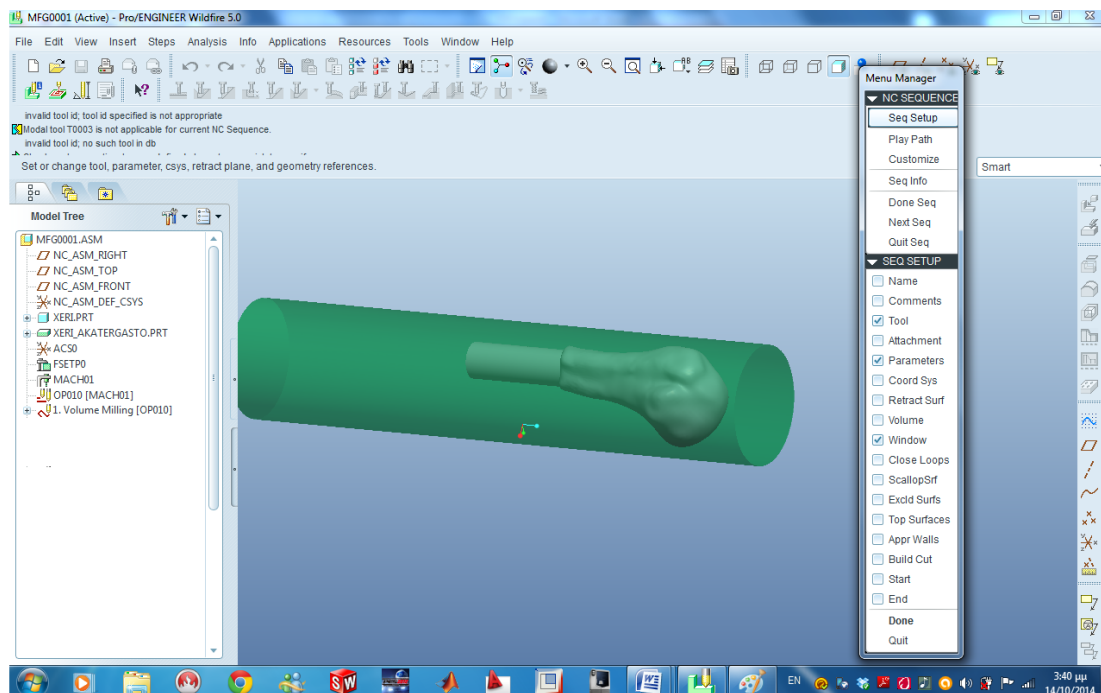 MFG0001 (Active) - Pro/ENGINEER Wildfire 5.0
File Edit View Insert Steps Analysis Info Applications Resources Tools Window Help
invalid tool id; tool id specified is not appropriate
Modal tool T0003 is not applicable for current NC Sequence.
invalid tool id; no such tool in db
Set or change tool, parameter, csys, retract plane, and geometry references.
Smart
Model Tree
MFG0001.ASM
NC_ASM_RIGHT
NC_ASM_TOP
NC_ASM_FRONT
NC_ASM_DEF_CSYS
XERI.PRT
XERI_AKATERGASTO.PRT
ACS0
FSETP0
MACH01
OP010 [MACH01]
1. Volume Milling [OP010]
Menu Manager
NC SEQUENCE
Seq Setup
Play Path
Customize
Seq Info
Done Seq
Next Seq
Quit Seq
SEQ SETUP
Name
Comments
Tool
Attachment
Parameters
Coord Sys
Retract Surf
Volume
Window
Close Loops
ScallopSrf
Excld Surfs
Top Surfaces
Appr Walls
Build Cut
Start
End
Done
Quit
EN
3:40 μμ
14/10/2014